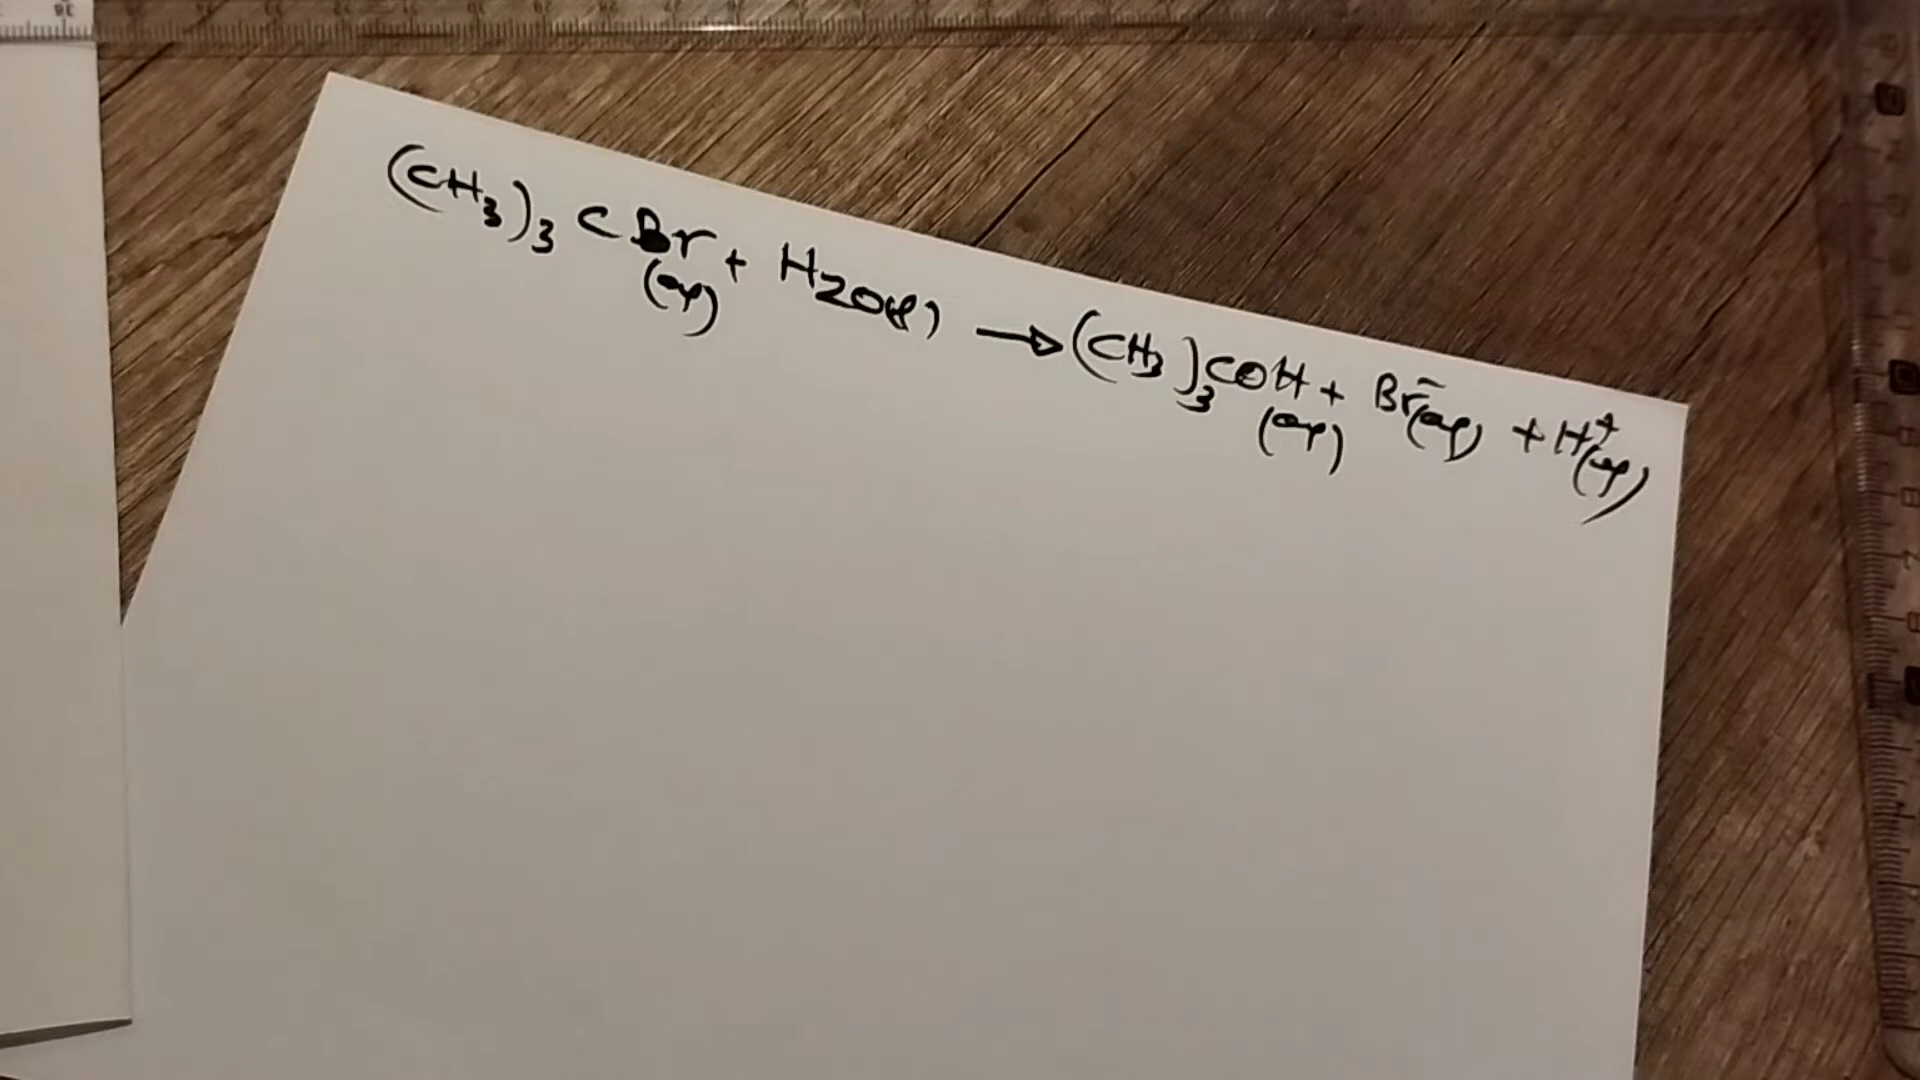 (CH₃)₃CBr(aq) + H₂O(l) → (CH₃)₃COH(aq) + Br⁻(aq) + H⁺(aq)